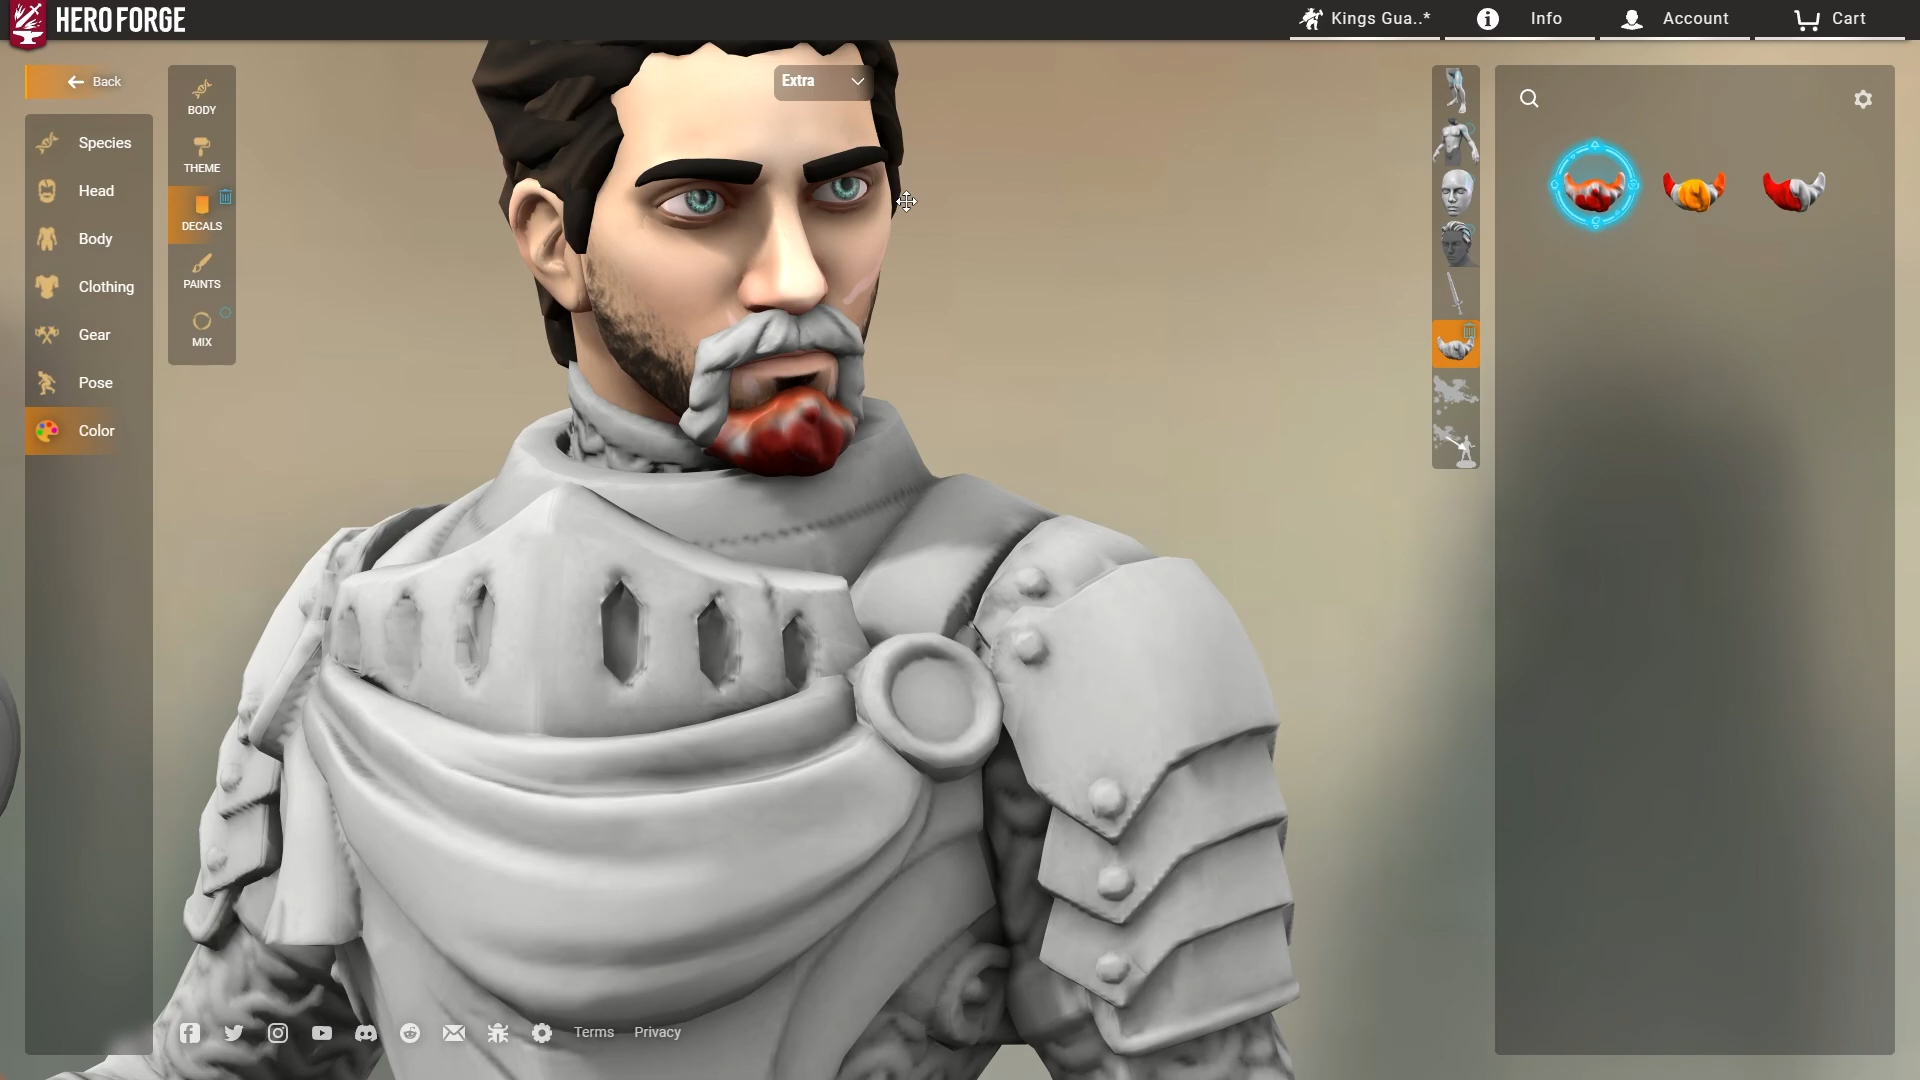 HERO FORGE
Kings Gua..*
Info
Account
Cart
Back
Species
Head
Body
Clothing
Gear
Pose
Color
BODY
THEME
DECALS
PAINTS
MIX
Extra
Terms
Privacy